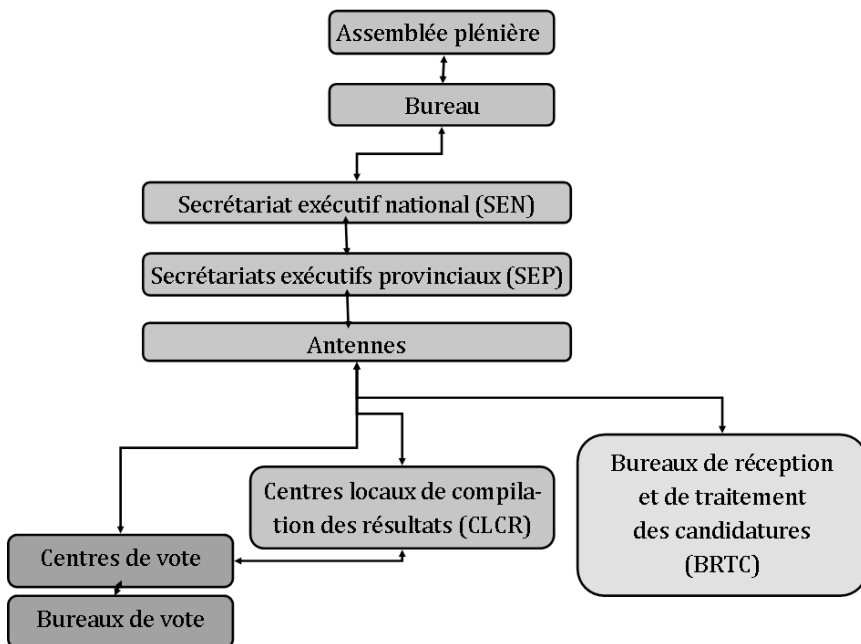 Assemblée plénière
Bureau
Secrétariat exécutif national (SEN)
Secrétariats exécutifs provinciaux (SEP)
Antennes
Centres locaux de compila-
tion des résultats (CLCR)
Bureaux de réception
et de traitement
des candidatures
(BRTC)
Centres de vote
Bureaux de vote